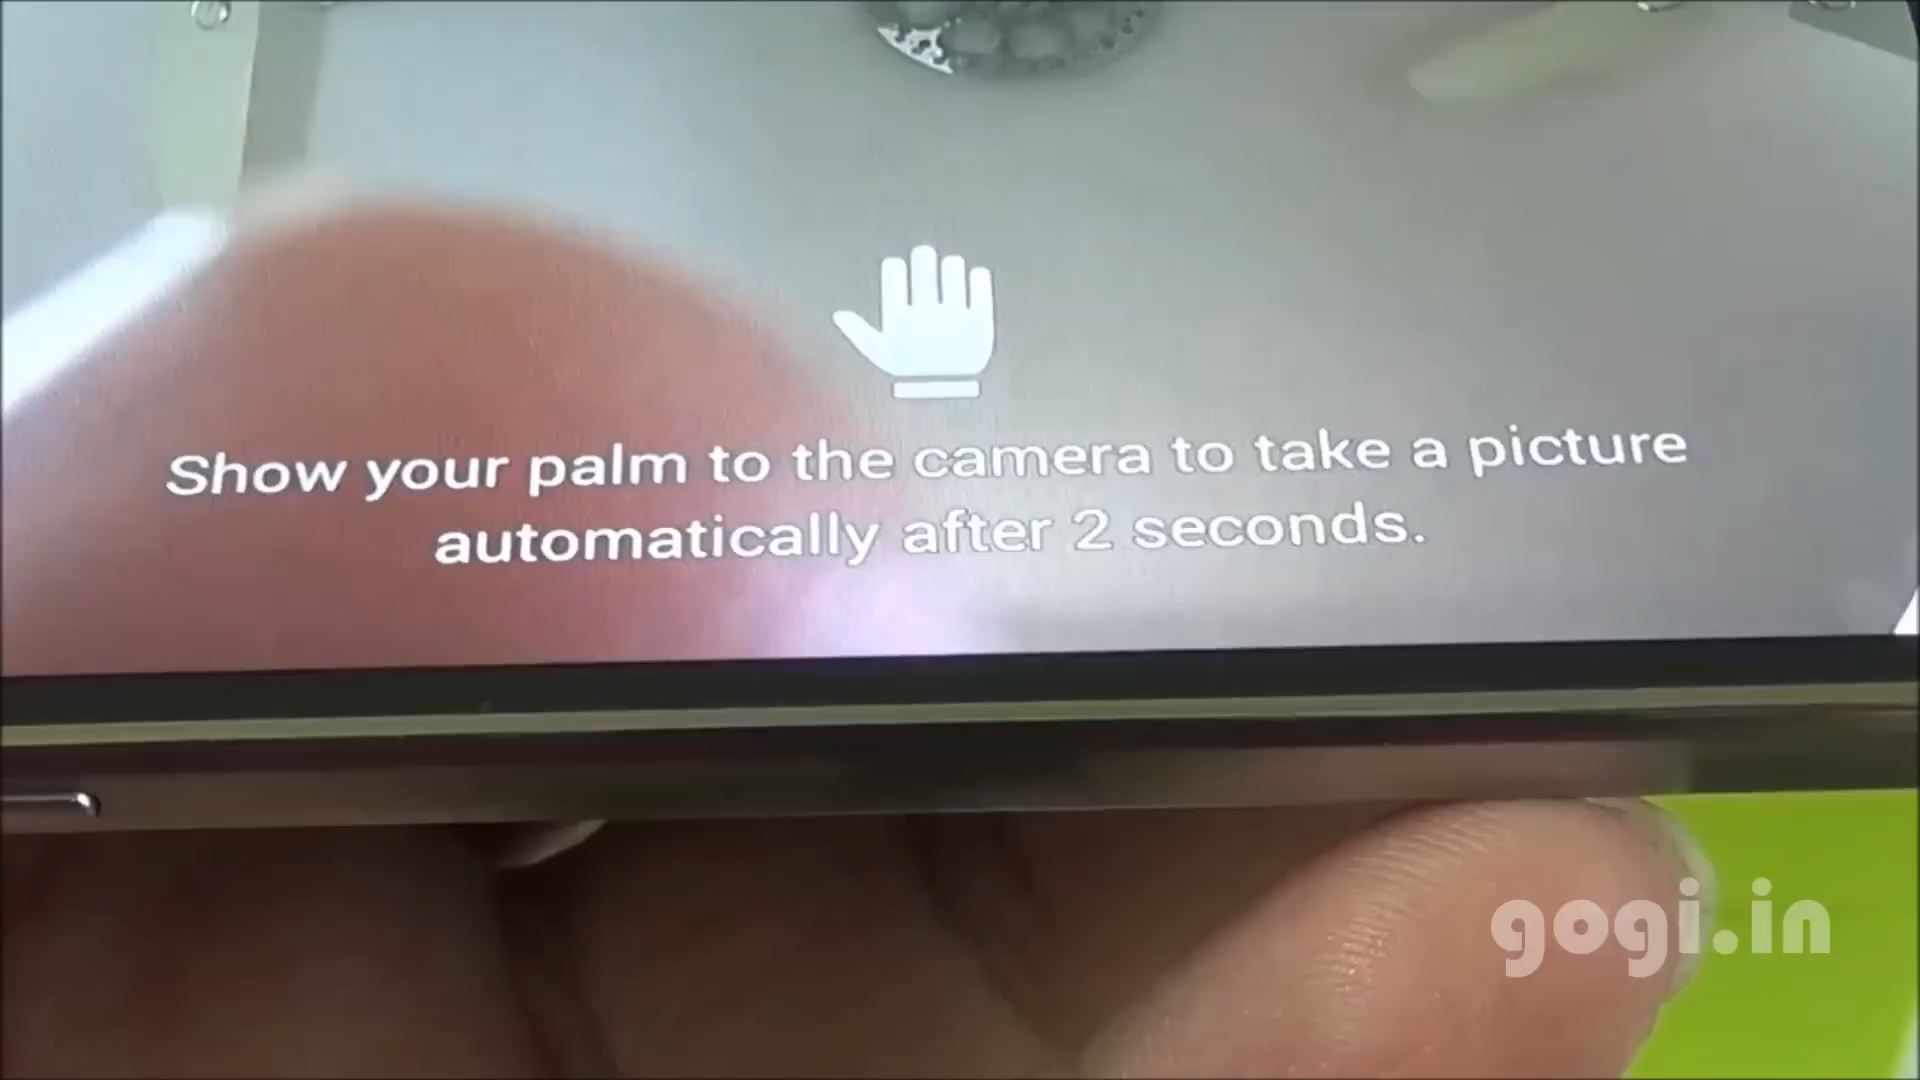 Show your palm to the camera to take a picture
automatically after 2 seconds.
gogi.in